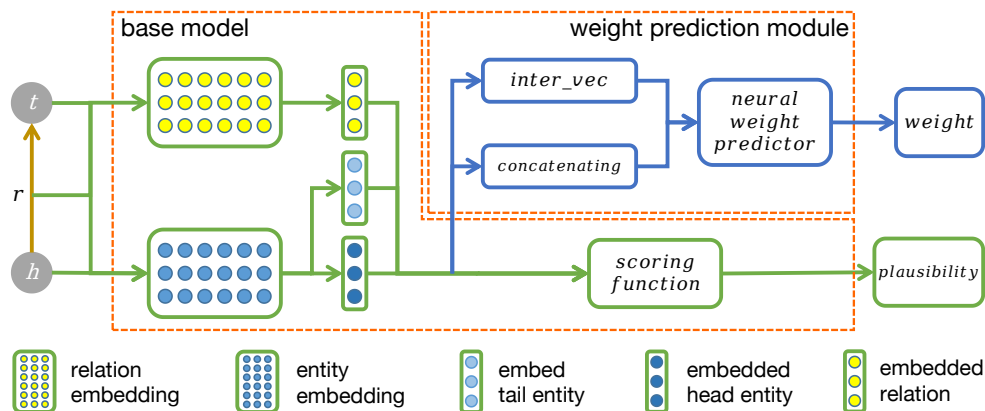 base model
weight prediction module
t
r
h
inter_vec
concatenating
neural
weight
predictor
weight
scoring
function
plausibility
relation
embedding
entity
embedding
embed
tail entity
embedded
head entity
embedded
relation